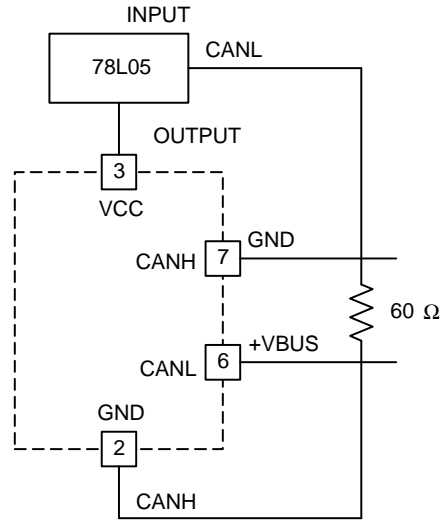 INPUT
78L05
CANL
OUTPUT
3
VCC
7
GND
CANH
60 Ω
6
+VBUS
CANL
GND
2
CANH